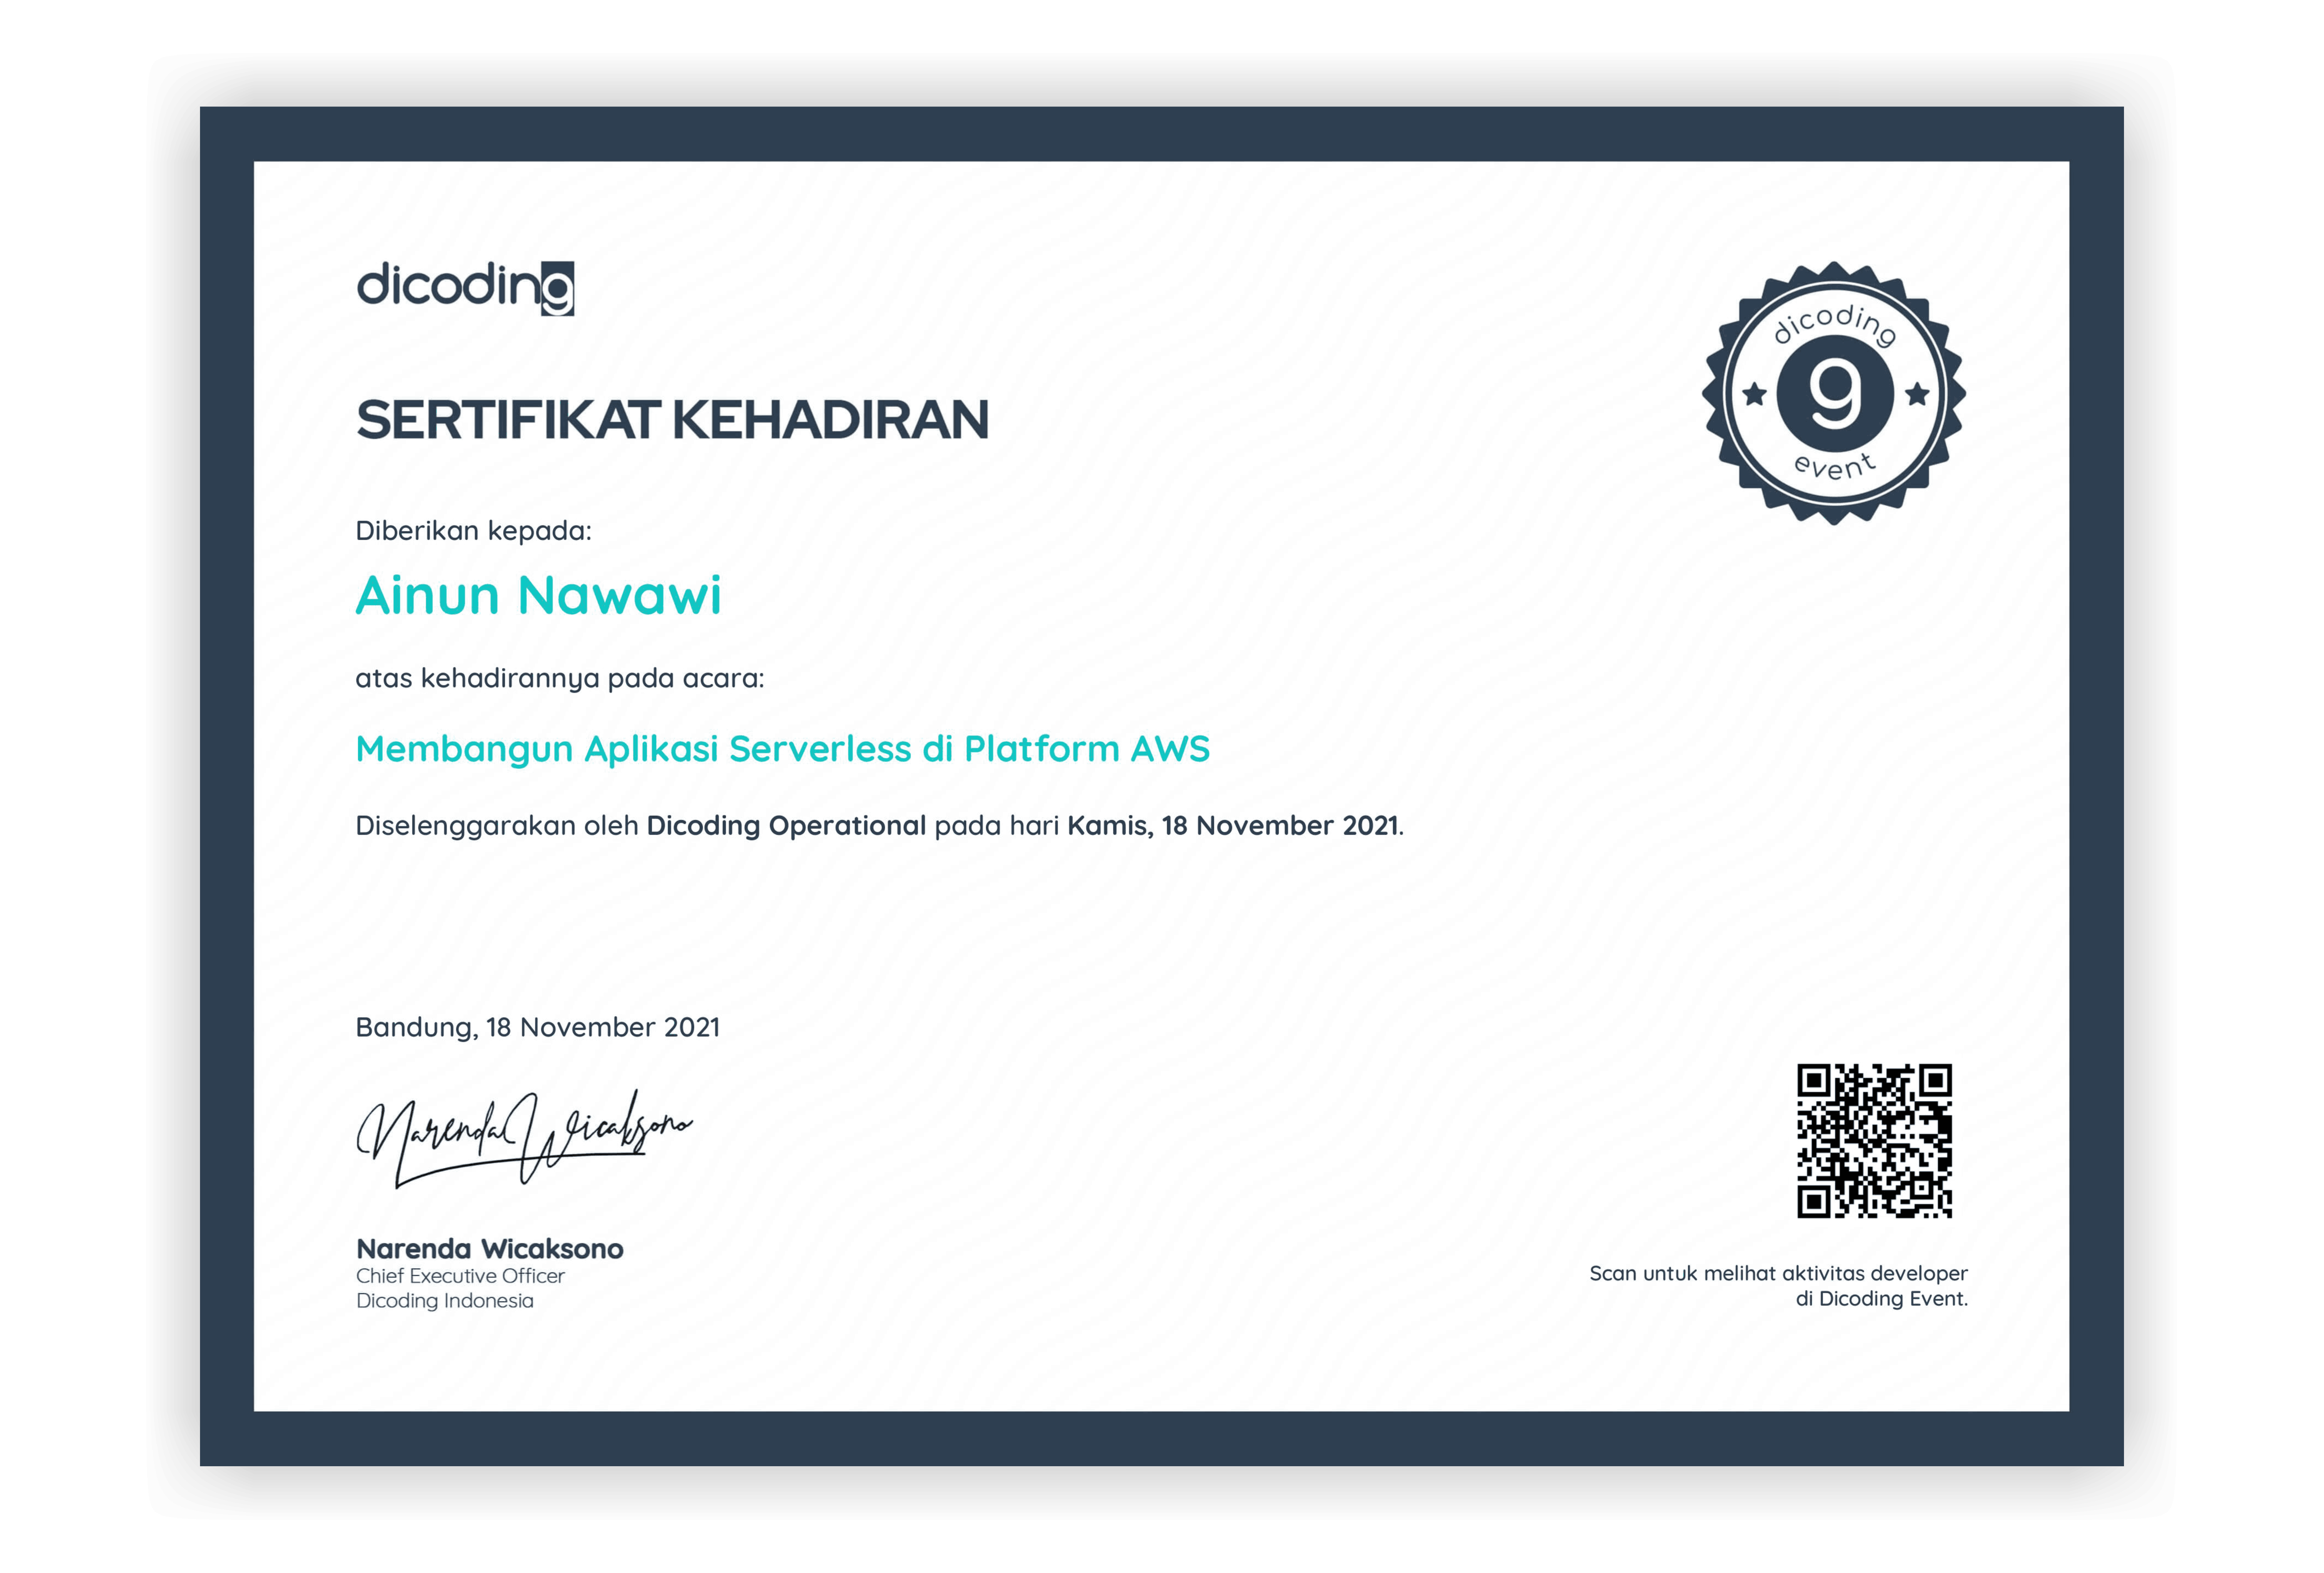 dicoding
SERTIFIKAT KEHADIRAN
dicoding
g
event
Diberikan kepada:
Ainun Nawawi
atas kehadirannya pada acara:
Membangun Aplikasi Serverless di Platform AWS
Diselenggarakan oleh Dicoding Operational pada hari Kamis, 18 November 2021.
Bandung, 18 November 2021
Narenda Wicaksono
Narenda Wicaksono
Chief Executive Officer
Dicoding Indonesia
Scan untuk melihat aktivitas developer
di Dicoding Event.